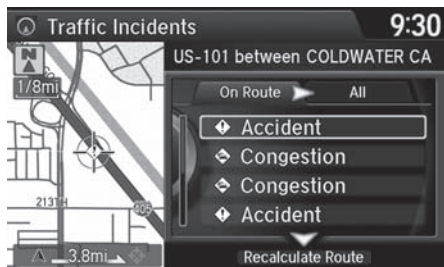 Traffic Incidents
9:30
N
US-101 between COLDWATER CA
1/8mi
On Route
All
Accident
Congestion
Congestion
Accident
213TH
405
3.8mi
Recalculate Route